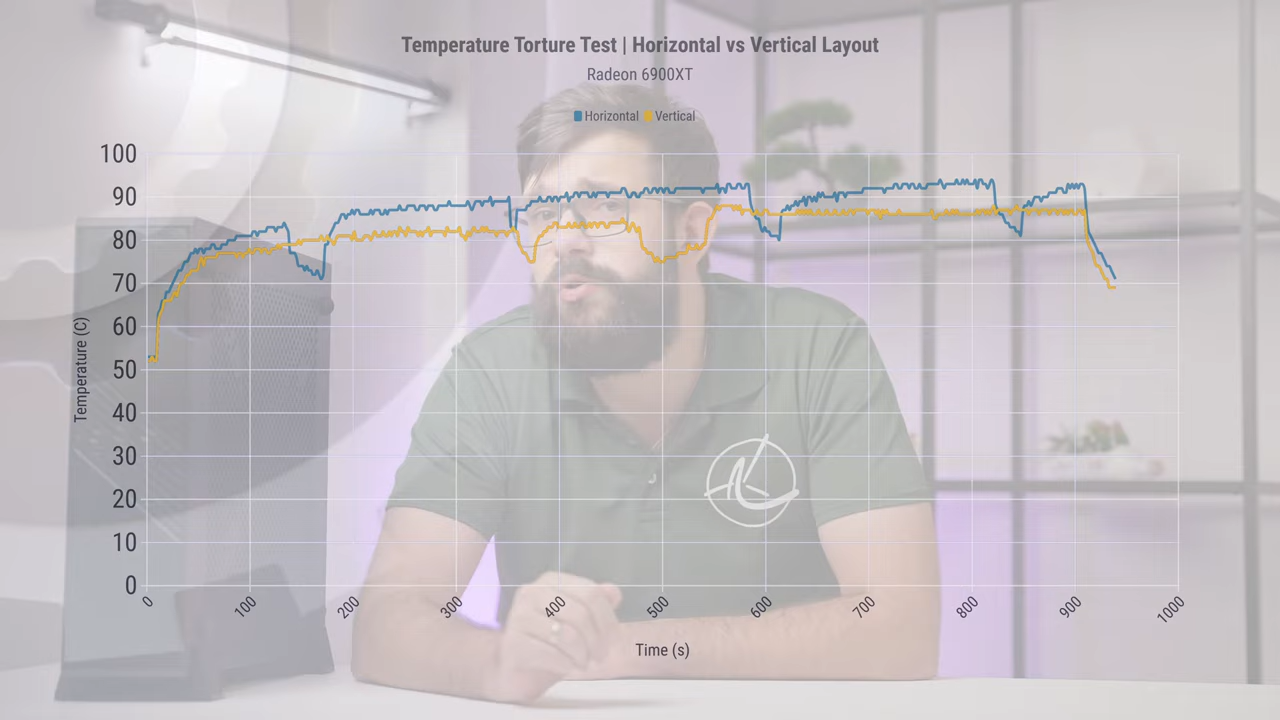 Temperature Torture Test | Horizontal vs Vertical Layout
Radeon 6900XT
Horizontal Vertical
100
90
80
70
60
50
40
30
20
10
0
Temperature (C)
0 100 200 300 400 500 600 700 800 900 1000
Time (s)